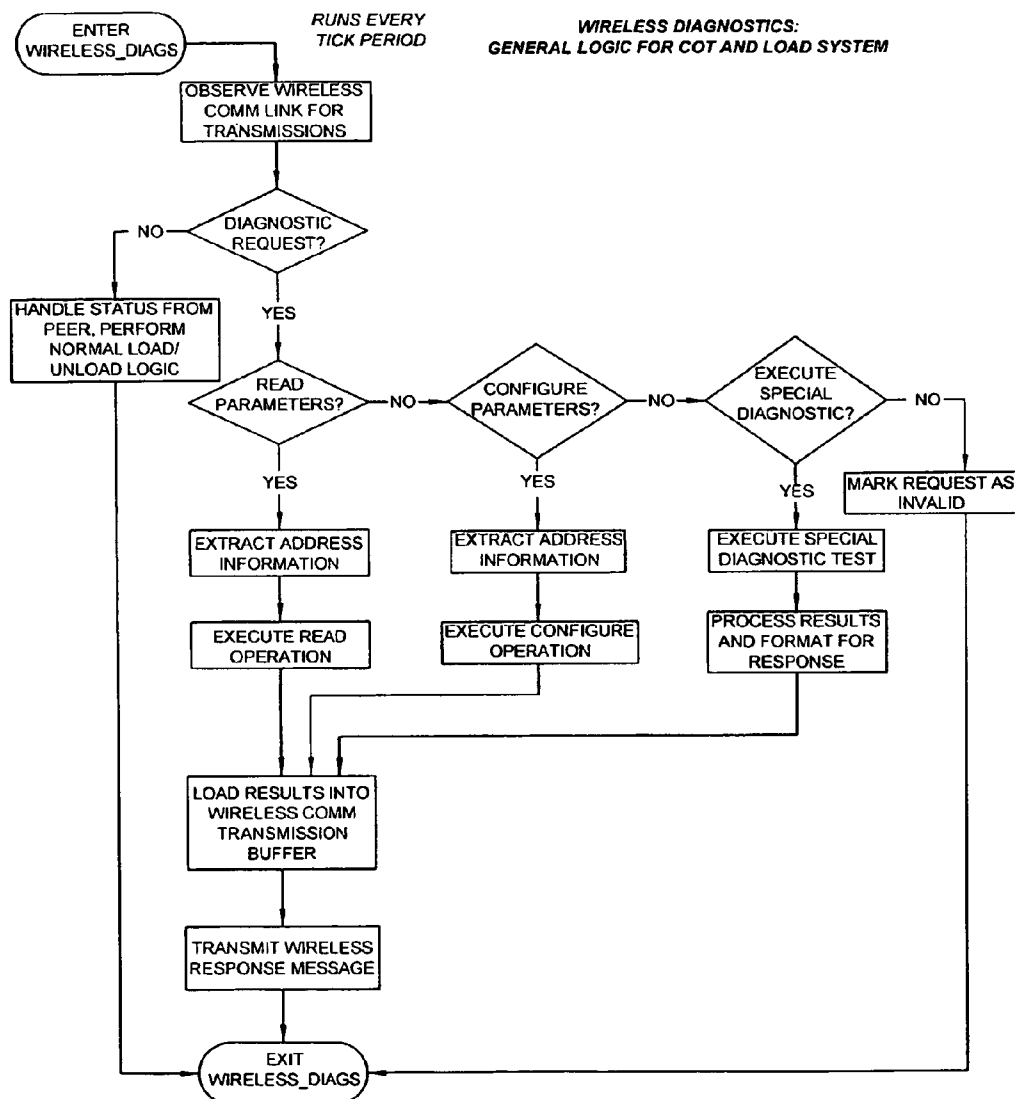 ENTER
WIRELESS_DIAGS
RUNS EVERY
TICK PERIOD
WIRELESS DIAGNOSTICS:
GENERAL LOGIC FOR COT AND LOAD SYSTEM
OBSERVE WIRELESS
COMM LINK FOR
TRANSMISSIONS
DIAGNOSTIC
REQUEST?
NO
YES
HANDLE STATUS FROM
PEER, PERFORM
NORMAL LOAD/
UNLOAD LOGIC
READ
PARAMETERS?
NO
CONFIGURE
PARAMETERS?
NO
EXECUTE
SPECIAL
DIAGNOSTIC?
NO
YES
YES
YES
MARK REQUEST AS
INVALID
EXTRACT ADDRESS
INFORMATION
EXTRACT ADDRESS
INFORMATION
EXECUTE SPECIAL
DIAGNOSTIC TEST
EXECUTE READ
OPERATION
EXECUTE CONFIGURE
OPERATION
PROCESS RESULTS
AND FORMAT FOR
RESPONSE
LOAD RESULTS INTO
WIRELESS COMM
TRANSMISSION
BUFFER
TRANSMIT WIRELESS
RESPONSE MESSAGE
EXIT
WIRELESS_DIAGS